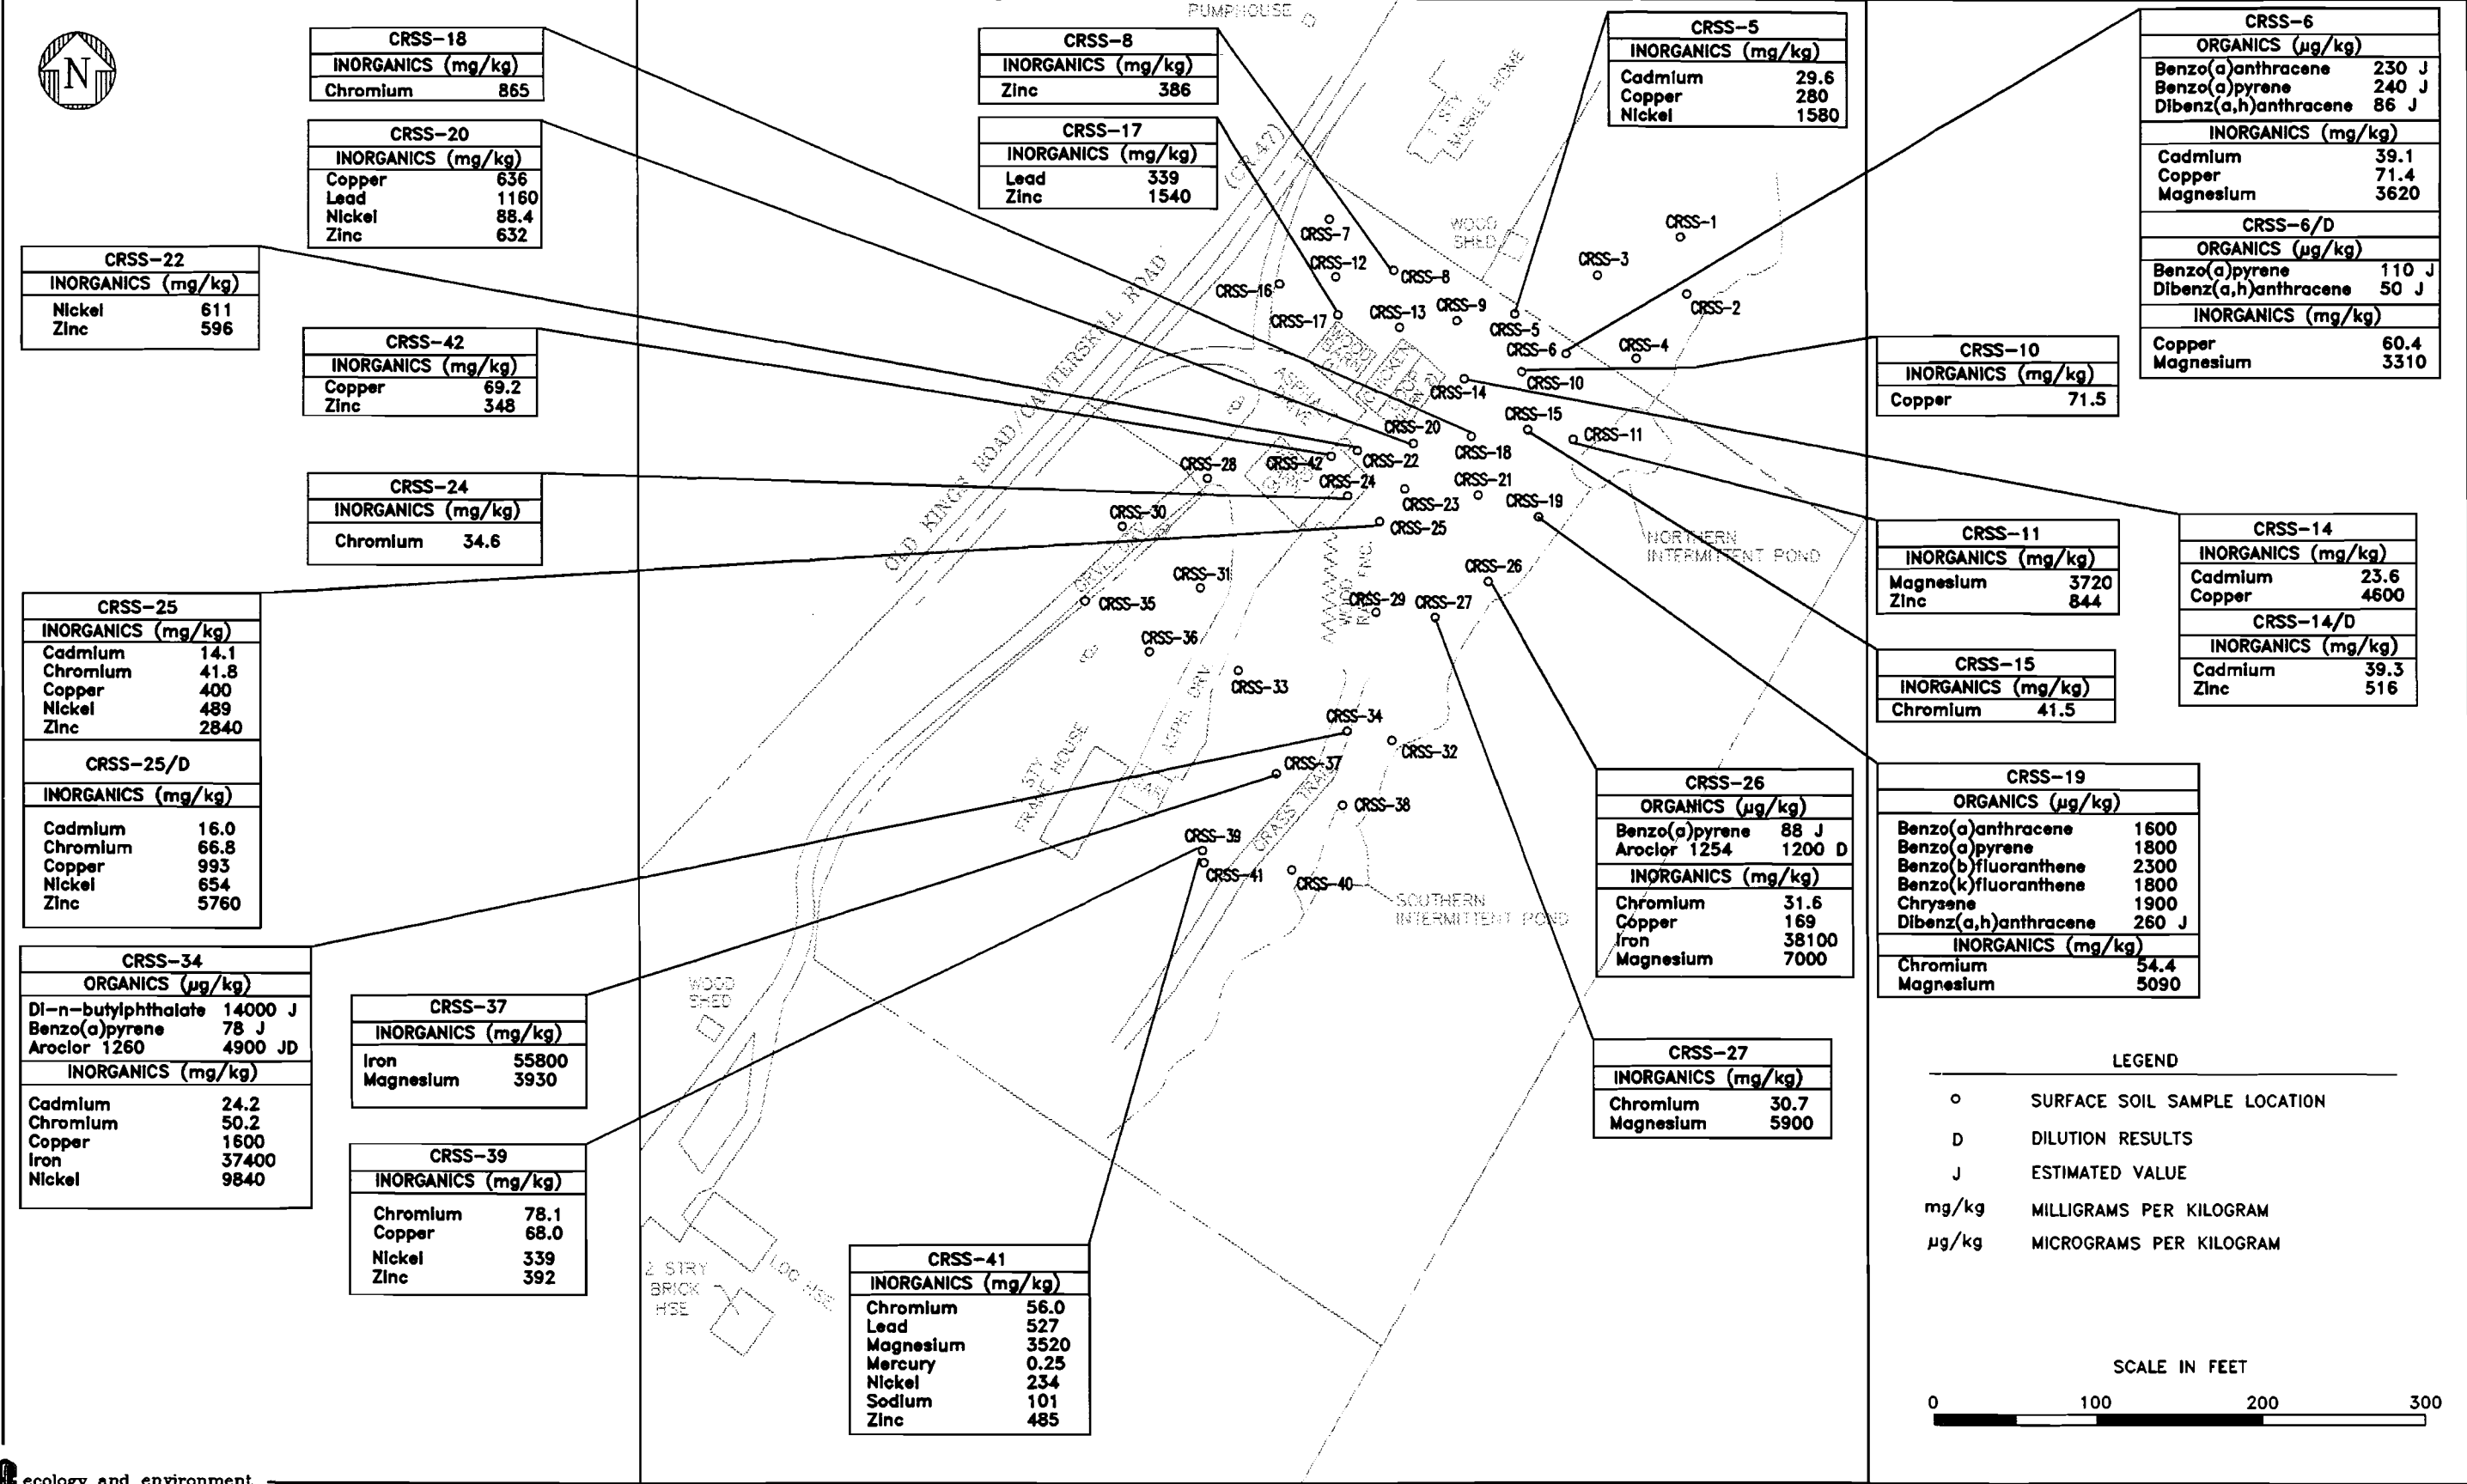 N
CRSS-18
INORGANICS (mg/kg)
Chromium 865
CRSS-20
INORGANICS (mg/kg)
Copper 636
Lead 1160
Nickel 88.4
Zinc 632
CRSS-22
INORGANICS (mg/kg)
Nickel 611
Zinc 596
CRSS-42
INORGANICS (mg/kg)
Copper 69.2
Zinc 348
CRSS-24
INORGANICS (mg/kg)
Chromium 34.6
CRSS-25
INORGANICS (mg/kg)
Cadmium 14.1
Chromium 41.8
Copper 400
Nickel 489
Zinc 2840
CRSS-25/D
INORGANICS (mg/kg)
Cadmium 16.0
Chromium 66.8
Copper 993
Nickel 654
Zinc 5760
CRSS-34
ORGANICS (µg/kg)
Di-n-butylphthalate 14000 J
Benzo(a)pyrene 78 J
Aroclor 1260 4900 JD
INORGANICS (mg/kg)
Cadmium 24.2
Chromium 50.2
Copper 1600
Iron 37400
Nickel 9840
CRSS-37
INORGANICS (mg/kg)
Iron 55800
Magnesium 3930
CRSS-39
INORGANICS (mg/kg)
Chromium 78.1
Copper 68.0
Nickel 339
Zinc 392
CRSS-8
INORGANICS (mg/kg)
Zinc 386
CRSS-17
INORGANICS (mg/kg)
Lead 339
Zinc 1540
CRSS-5
INORGANICS (mg/kg)
Cadmium 29.6
Copper 280
Nickel 1580
CRSS-6
ORGANICS (µg/kg)
Benzo(a)anthracene 230 J
Benzo(a)pyrene 240 J
Dibenz(a,h)anthracene 86 J
INORGANICS (mg/kg)
Cadmium 39.1
Copper 71.4
Magnesium 3620
CRSS-6/D
ORGANICS (µg/kg)
Benzo(a)pyrene 110 J
Dibenz(a,h)anthracene 50 J
INORGANICS (mg/kg)
Copper 60.4
Magnesium 3310
CRSS-10
INORGANICS (mg/kg)
Copper 71.5
CRSS-11
INORGANICS (mg/kg)
Magnesium 3720
Zinc 844
CRSS-14
INORGANICS (mg/kg)
Cadmium 23.6
Copper 4600
CRSS-14/D
INORGANICS (mg/kg)
Cadmium 39.3
Zinc 516
CRSS-15
INORGANICS (mg/kg)
Chromium 41.5
CRSS-19
ORGANICS (µg/kg)
Benzo(a)anthracene 1600
Benzo(a)pyrene 1800
Benzo(b)fluoranthene 2300
Benzo(k)fluoranthene 1800
Chrysene 1900
Dibenz(a,h)anthracene 260 J
INORGANICS (mg/kg)
Chromium 54.4
Magnesium 5090
CRSS-26
ORGANICS (µg/kg)
Benzo(a)pyrene 88 J
Aroclor 1254 1200 D
INORGANICS (mg/kg)
Chromium 31.6
Copper 169
Iron 38100
Magnesium 7000
CRSS-27
INORGANICS (mg/kg)
Chromium 30.7
Magnesium 5900
CRSS-41
INORGANICS (mg/kg)
Chromium 56.0
Lead 527
Magnesium 3520
Mercury 0.25
Nickel 234
Sodium 101
Zinc 485
PUMPHOUSE
1 STY
MOBILE HOME
(CR 47)
OLD KINGS ROAD/CAUTERSKILL ROAD
WOOD
SHED
CRSS-1
CRSS-7
CRSS-3
CRSS-12
CRSS-8
CRSS-16
CRSS-2
CRSS-9
CRSS-13
CRSS-17
CRSS-5
CRSS-6
CRSS-4
CRSS-10
CRSS-14
CRSS-15
CRSS-20
CRSS-11
CRSS-18
CRSS-22
CRSS-42
CRSS-28
CRSS-24
CRSS-21
CRSS-23
CRSS-19
CRSS-30
CRSS-25
NORTHERN
INTERMITTENT POND
CRSS-26
CRSS-31
CRSS-29
CRSS-27
CRSS-35
CRSS-36
CRSS-33
CRSS-34
CRSS-32
CRSS-37
CRSS-38
CRSS-39
CRSS-41
CRSS-40
STY
FRAME HOUSE
SOUTHERN
INTERMITTENT POND
WOOD
SHED
2 STRY
BRICK
HSE
LOG HSE
LEGEND
SURFACE SOIL SAMPLE LOCATION
D DILUTION RESULTS
J ESTIMATED VALUE
mg/kg MILLIGRAMS PER KILOGRAM
µg/kg MICROGRAMS PER KILOGRAM
SCALE IN FEET
0 100 200 300
ecology and environment